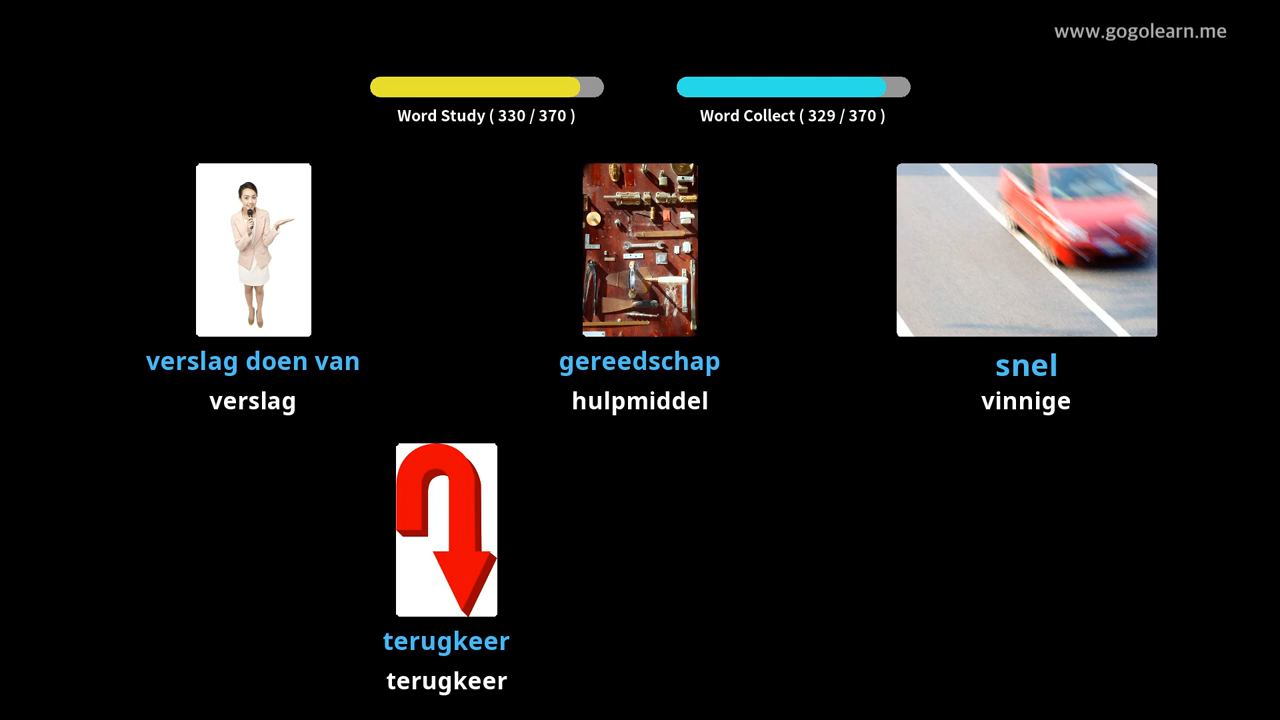 www.gogolearn.me
Word Study ( 330 / 370 )
Word Collect ( 329 / 370 )
verslag doen van
verslag
gereedschap
hulpmiddel
snel
vinnige
terugkeer
terugkeer